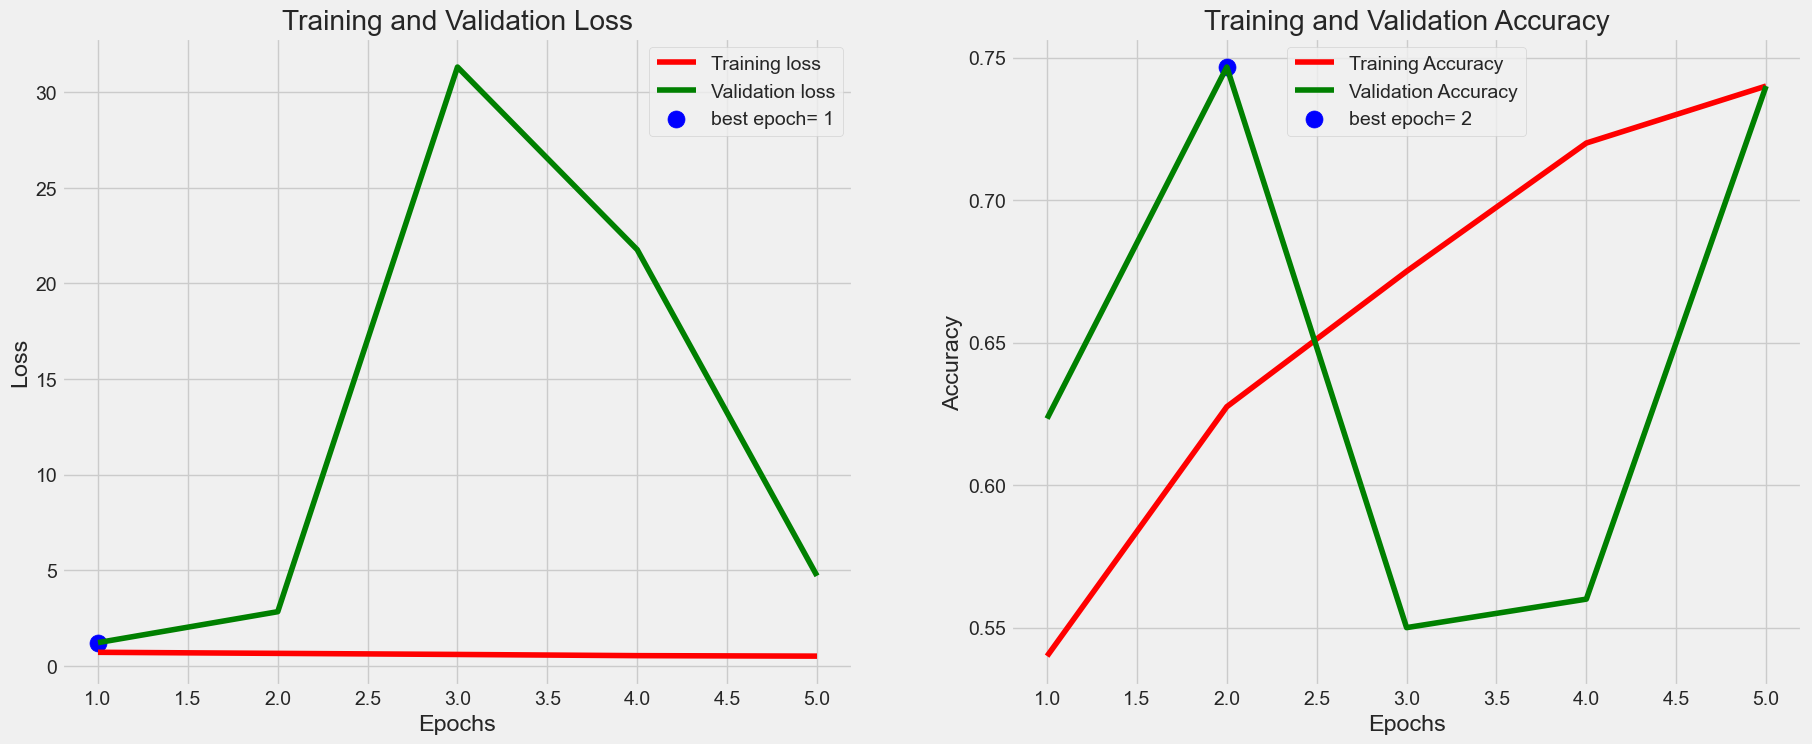 Training and Validation Loss
Training loss
Validation loss
best epoch= 1
30
25
20
15
10
5
0
Loss
1.0 1.5 2.0 2.5 3.0 3.5 4.0 4.5 5.0
Epochs
Training and Validation Accuracy
Training Accuracy
Validation Accuracy
best epoch= 2
0.75
0.70
0.65
0.60
0.55
Accuracy
1.0 1.5 2.0 2.5 3.0 3.5 4.0 4.5 5.0
Epochs